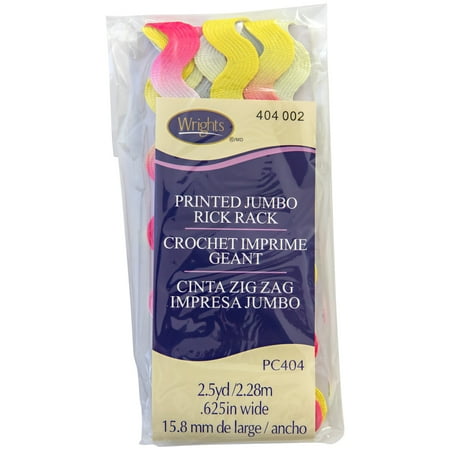 Wrights
©/MD
404 002
PRINTED JUMBO
RICK RACK
CROCHET IMPRIME
GEANT
CINTA ZIG ZAG
IMPRESA JUMBO
PC404
2.5yd/2.28m
.625in wide
15.8 mm de large/ancho